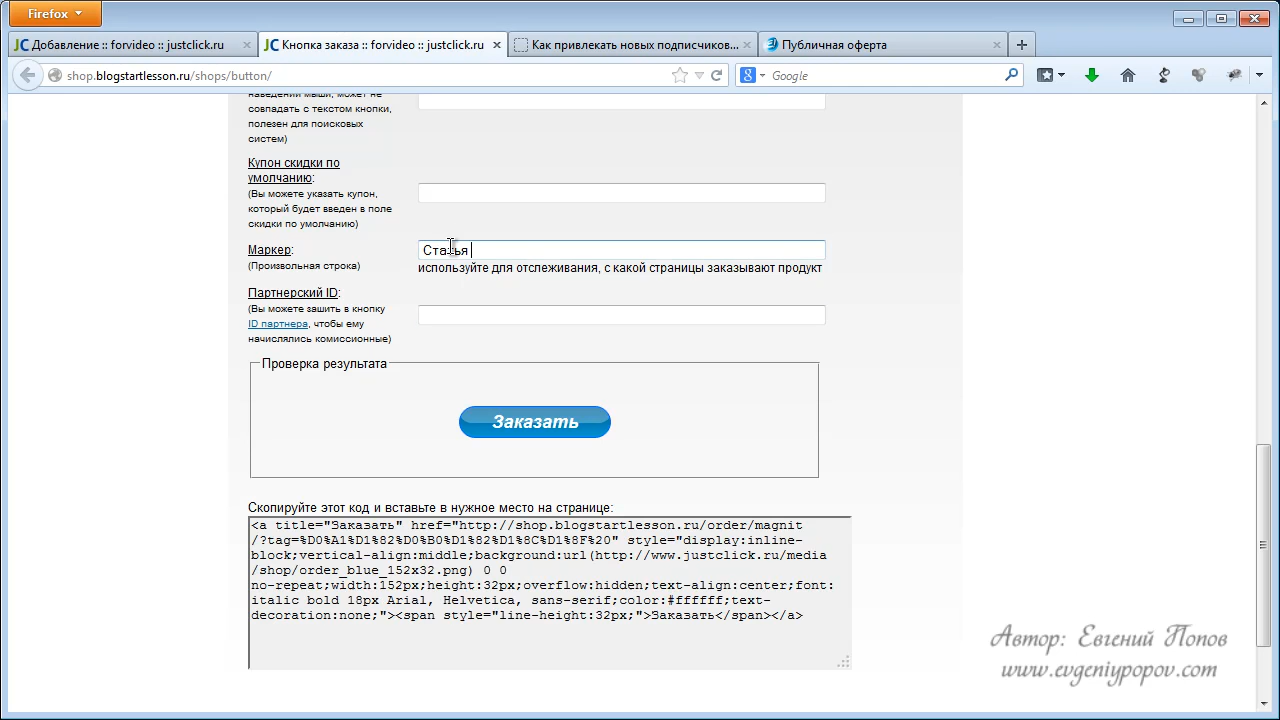 Firefox
Добавление :: forvideo :: justclick.ru
Кнопка заказа :: forvideo :: justclick.ru
Как привлекать новых подписчиков...
Публичная оферта
shop.blogstartlesson.ru/shops/button/
Google
наведении мыши, может не
совпадать с текстом кнопки,
полезен для поисковых
систем)
Купон скидки по
умолчанию:
(Вы можете указать купон,
который будет введен в поле
скидки по умолчанию)
Маркер:
Статья
(Произвольная строка)
используйте для отслеживания, с какой страницы заказывают продукт
Партнерский ID:
(Вы можете зашить в кнопку
ID партнера, чтобы ему
начислялись комиссионные)
Проверка результата
Заказать
Скопируйте этот код и вставьте в нужное место на странице:
<a title="Заказать" href="http://shop.blogstartlesson.ru/order/magnit
/?tag=%D0%A1%D1%82%D0%B0%D1%82%D1%8C%D1%8F%20" style="display:inline-
block;vertical-align:middle;background:url(http://www.justclick.ru/media
/shop/order_blue_152x32.png) 0 0
no-repeat;width:152px;height:32px;overflow:hidden;text-align:center;font:
italic bold 18px Arial, Helvetica, sans-serif;color:#ffffff;text-
decoration:none;"><span style="line-height:32px;">Заказать</span></a>
Автор: Евгений Попов
www.evgeniypopov.com